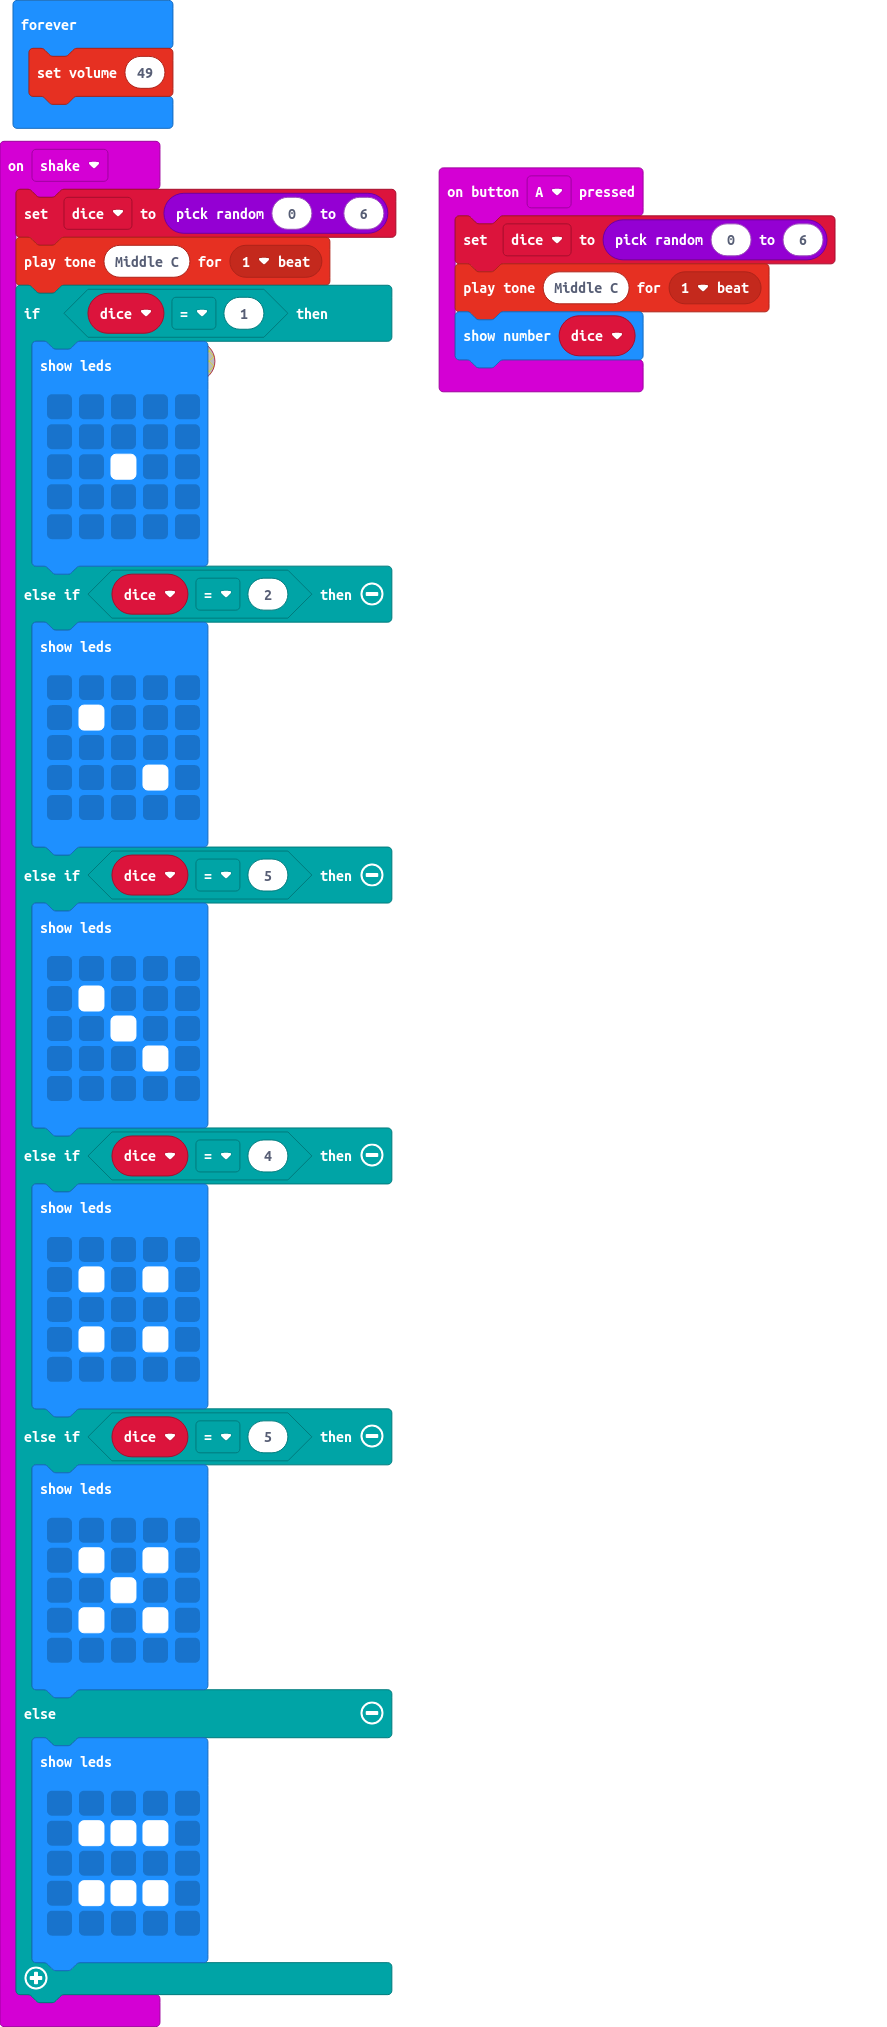 forever
set volume 49
on shake
set dice to pick random 0 to 6
play tone Middle C for 1 beat
if dice = 1 then
show leds
else if dice = 2 then
show leds
else if dice = 5 then
show leds
else if dice = 4 then
show leds
else if dice = 5 then
show leds
else
show leds
on button A pressed
set dice to pick random 0 to 6
play tone Middle C for 1 beat
show number dice